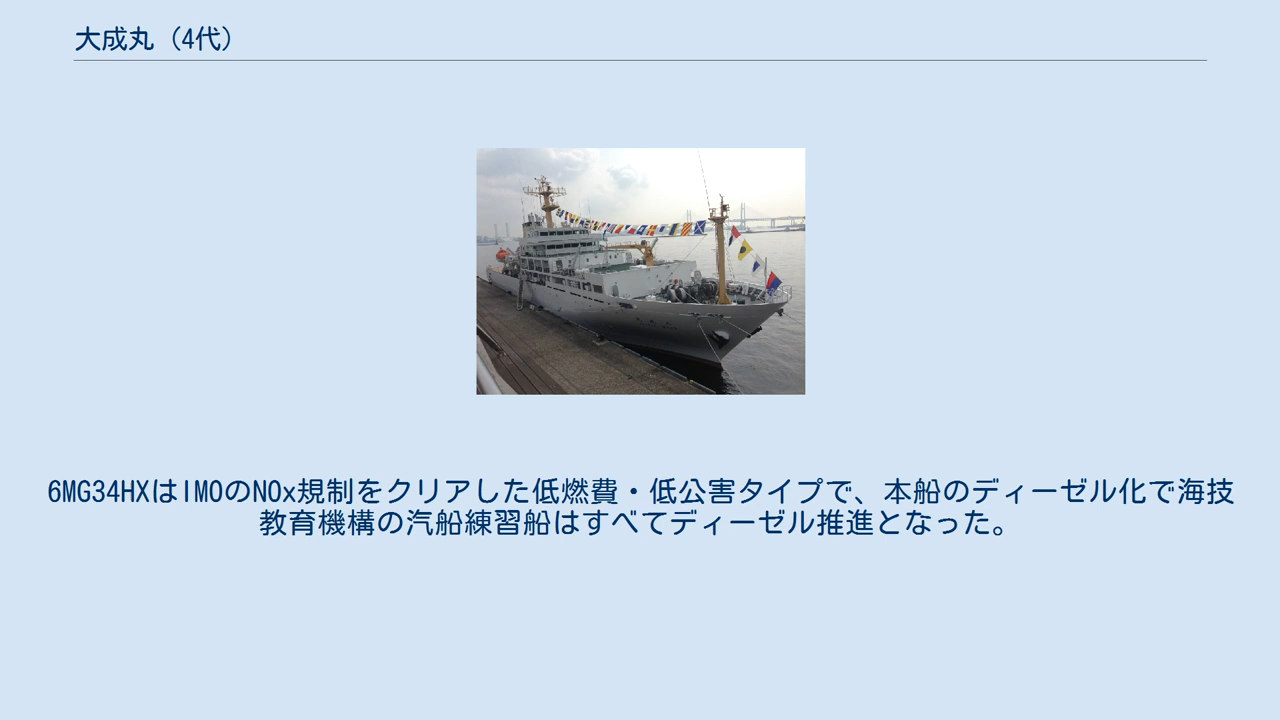 大成丸（4代）
6MG34HXはIMOのNOx規制をクリアした低燃費・低公害タイプで、本船のディーゼル化で海技
教育機構の汽船練習船はすべてディーゼル推進となった。